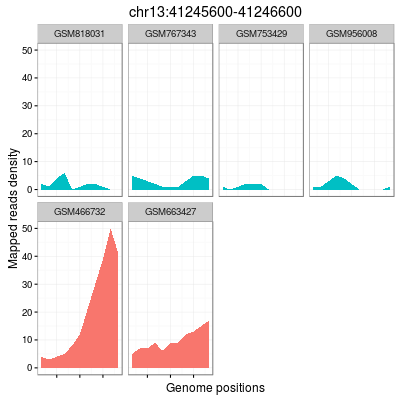 chr13:41245600-41246600
GSM818031 GSM767343 GSM753429 GSM956008
50
40
30
20
10
0
Mapped reads density
GSM466732 GSM663427
50
40
30
20
10
0
Genome positions